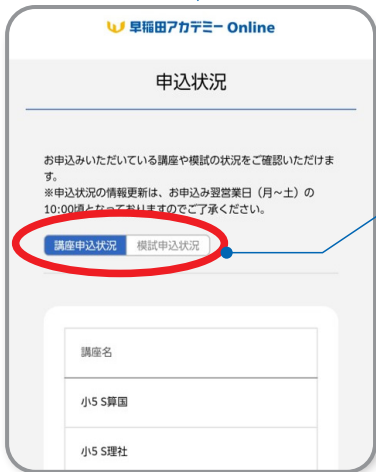 早稲田アカデミー Online
申込状況
お申込みいただいている講座や模試の状況をご確認いただけま
す。
※申込状況の情報更新は、お申込み翌営業日（月～土）の
10:00頃となっておりますのでご了承ください。
講座申込状況 模試申込状況
講座名
小5 S算国
小5 S理社